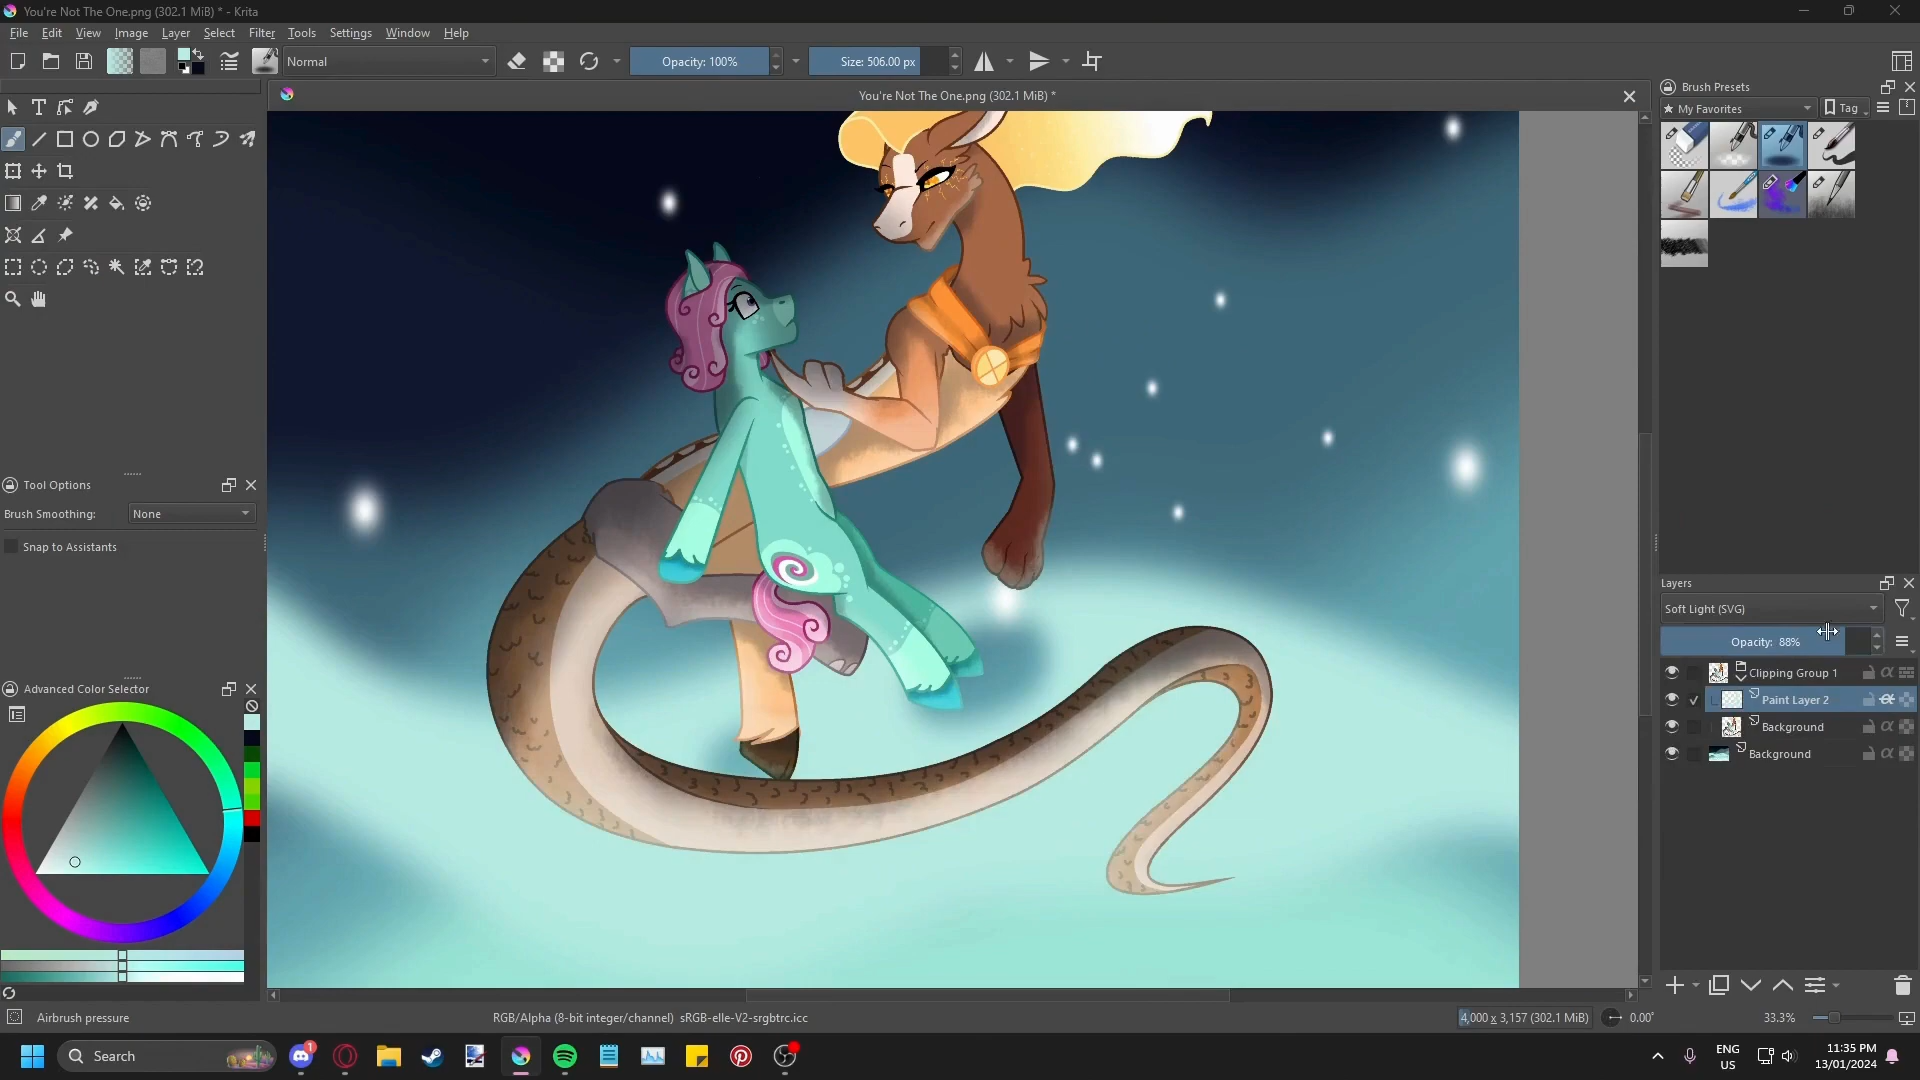 You're Not The One.png (302.1 MiB) * - Krita
File Edit View Image Layer Select Filter Tools Settings Window Help
Normal
Opacity: 100%
Size: 506.00 px
You're Not The One.png (302.1 MiB) *
Brush Presets
My Favorites
Tag
Tool Options
Brush Smoothing: None
Snap to Assistants
Advanced Color Selector
Layers
Soft Light (SVG)
Opacity: 88%
Clipping Group 1
Paint Layer 2
Background
Background
Airbrush pressure
RGB/Alpha (8-bit integer/channel) sRGB-elle-V2-srgbtrc.icc
4,000 x 3,157 (302.1 MiB)
0.00°
33.3%
Search
1
ENG
US
11:35 PM
13/01/2024